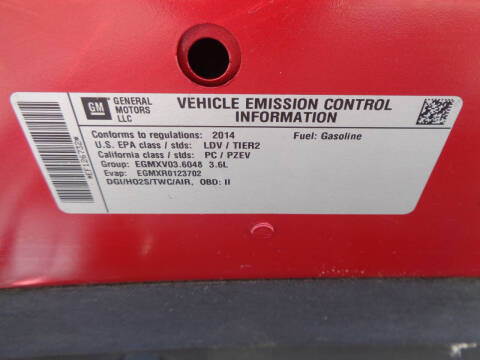 GM
GENERAL
MOTORS
LLC
VEHICLE EMISSION CONTROL
INFORMATION
Conforms to regulations: 2014 Fuel: Gasoline
U.S. EPA class / stds: LDV / TIER2
California class / stds: PC / PZEV
Group: EGMXV03.6048 3.6L
Evap: EGMXR0123702
DGI/HO2S/TWC/AIR, OBD: II